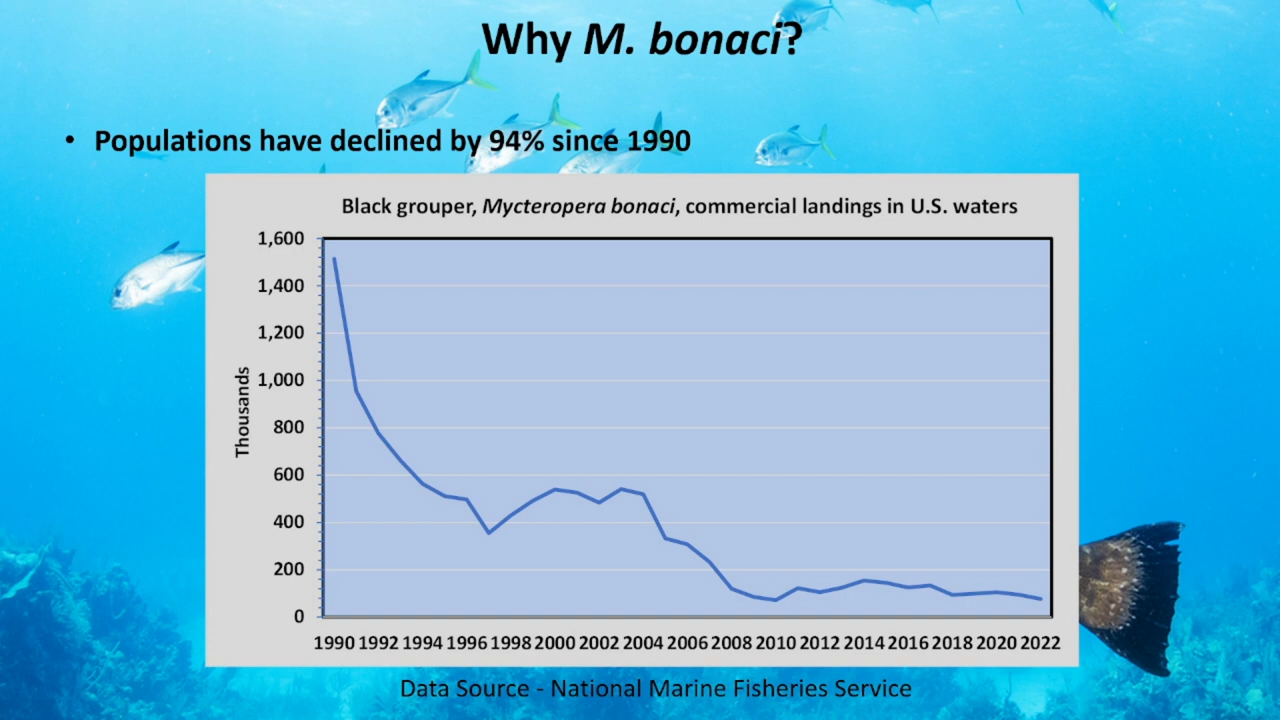 Why M. bonaci?
• Populations have declined by 94% since 1990
Black grouper, Mycteropera bonaci, commercial landings in U.S. waters
1,600
1,400
1,200
1,000
800
600
400
200
0
Thousands
1990 1992 1994 1996 1998 2000 2002 2004 2006 2008 2010 2012 2014 2016 2018 2020 2022
Data Source - National Marine Fisheries Service